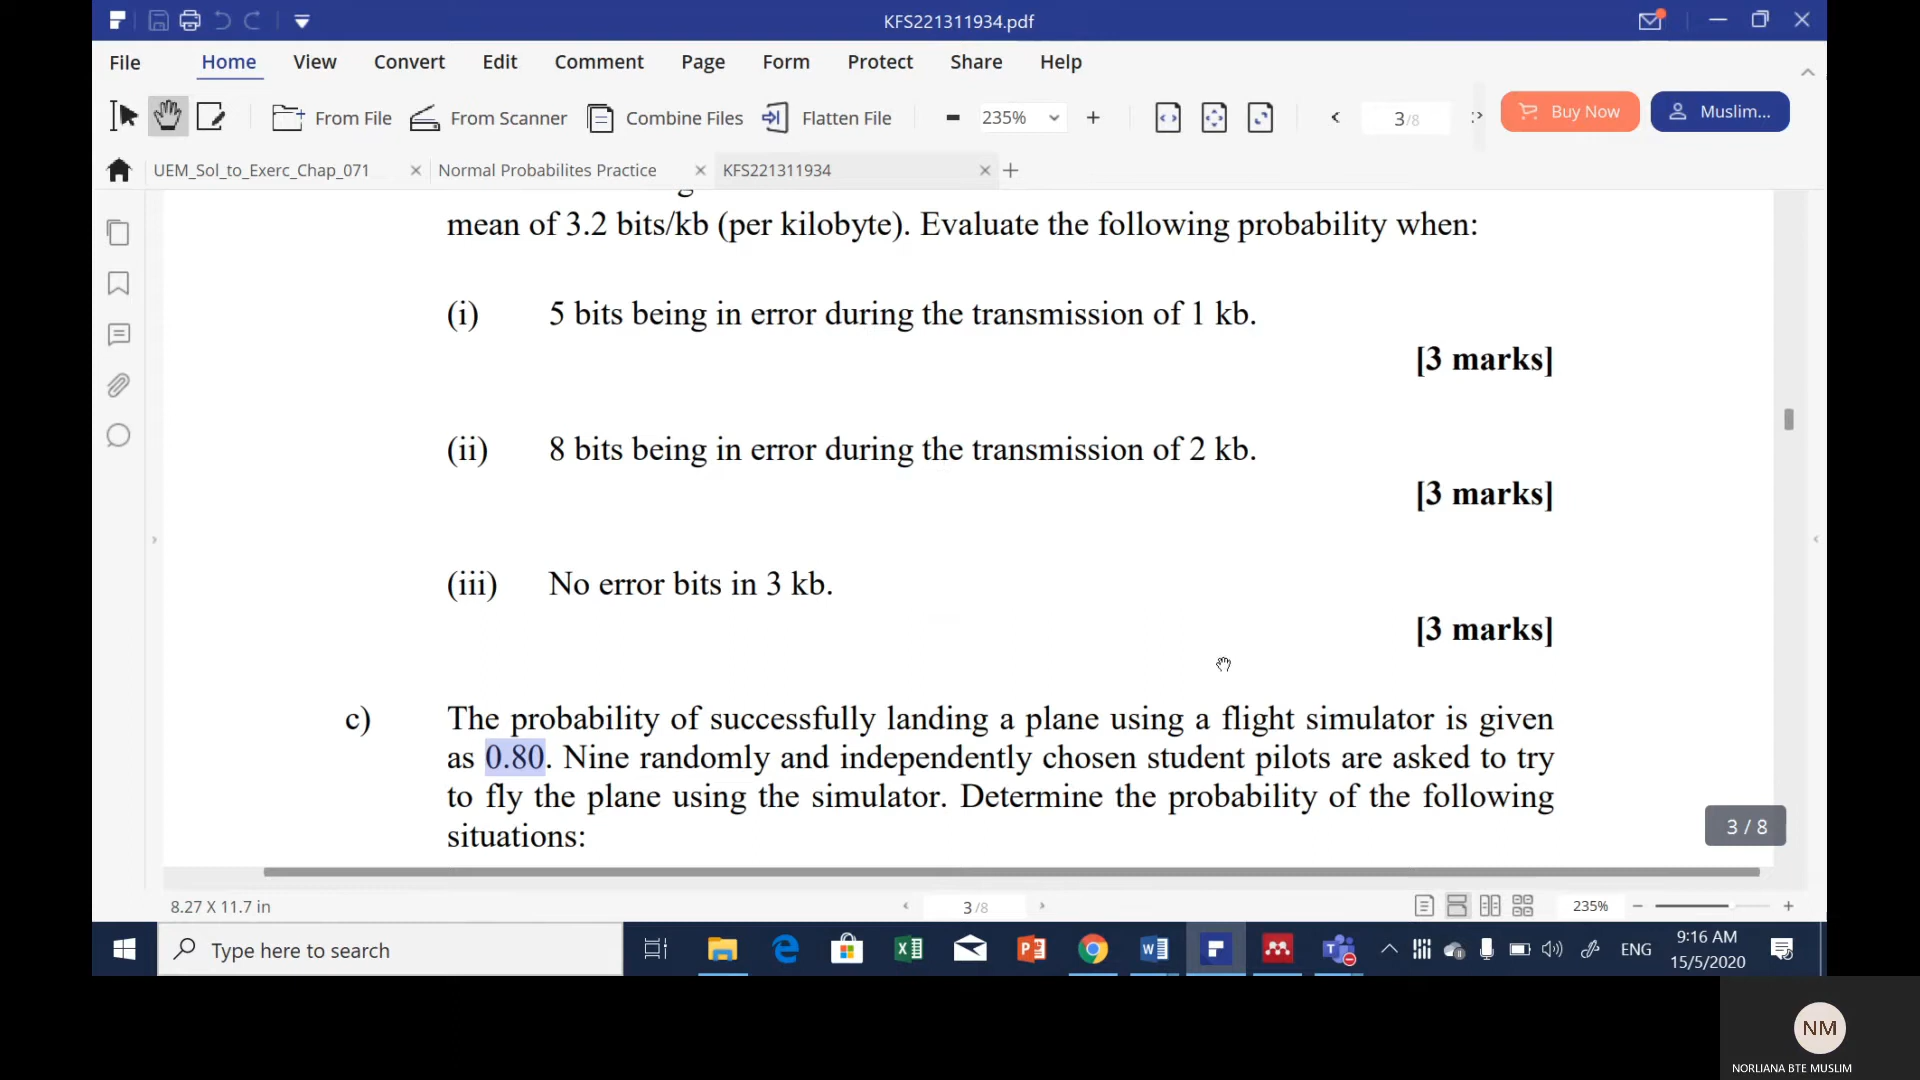 KFS221311934.pdf
File Home View Convert Edit Comment Page Form Protect Share Help
From File From Scanner Combine Files Flatten File 235% 3/8 Buy Now Muslim...
UEM_Sol_to_Exerc_Chap_071 Normal Probabilites Practice KFS221311934
mean of 3.2 bits/kb (per kilobyte). Evaluate the following probability when:
(i) 5 bits being in error during the transmission of 1 kb.
[3 marks]
(ii) 8 bits being in error during the transmission of 2 kb.
[3 marks]
(iii) No error bits in 3 kb.
[3 marks]
c) The probability of successfully landing a plane using a flight simulator is given
as 0.80. Nine randomly and independently chosen student pilots are asked to try
to fly the plane using the simulator. Determine the probability of the following
situations:
3 / 8
8.27 X 11.7 in 3/8 235%
Type here to search ENG 9:16 AM
15/5/2020
NM
NORLIANA BTE MUSLIM